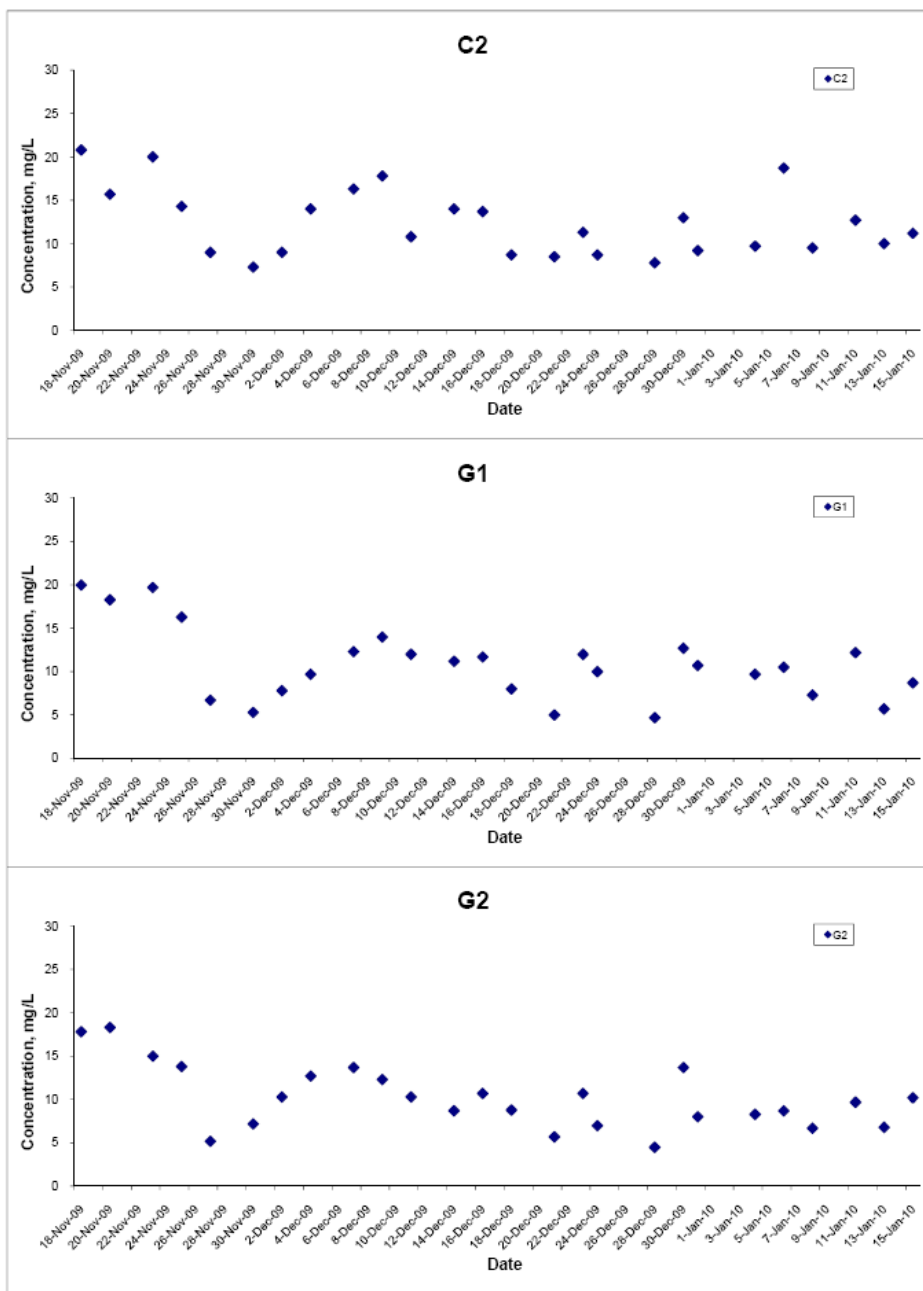 C2
30
25
20
15
10
5
0
Concentration, mg/L
C2
18-Nov-09
20-Nov-09
22-Nov-09
24-Nov-09
26-Nov-09
28-Nov-09
30-Nov-09
2-Dec-09
4-Dec-09
6-Dec-09
8-Dec-09
10-Dec-09
12-Dec-09
14-Dec-09
16-Dec-09
18-Dec-09
20-Dec-09
22-Dec-09
24-Dec-09
26-Dec-09
28-Dec-09
30-Dec-09
1-Jan-10
3-Jan-10
5-Jan-10
7-Jan-10
9-Jan-10
11-Jan-10
13-Jan-10
15-Jan-10
Date
G1
30
25
20
15
10
5
0
Concentration, mg/L
G1
18-Nov-09
20-Nov-09
22-Nov-09
24-Nov-09
26-Nov-09
28-Nov-09
30-Nov-09
2-Dec-09
4-Dec-09
6-Dec-09
8-Dec-09
10-Dec-09
12-Dec-09
14-Dec-09
16-Dec-09
18-Dec-09
20-Dec-09
22-Dec-09
24-Dec-09
26-Dec-09
28-Dec-09
30-Dec-09
1-Jan-10
3-Jan-10
5-Jan-10
7-Jan-10
9-Jan-10
11-Jan-10
13-Jan-10
15-Jan-10
Date
G2
30
25
20
15
10
5
0
Concentration, mg/L
G2
18-Nov-09
20-Nov-09
22-Nov-09
24-Nov-09
26-Nov-09
28-Nov-09
30-Nov-09
2-Dec-09
4-Dec-09
6-Dec-09
8-Dec-09
10-Dec-09
12-Dec-09
14-Dec-09
16-Dec-09
18-Dec-09
20-Dec-09
22-Dec-09
24-Dec-09
26-Dec-09
28-Dec-09
30-Dec-09
1-Jan-10
3-Jan-10
5-Jan-10
7-Jan-10
9-Jan-10
11-Jan-10
13-Jan-10
15-Jan-10
Date